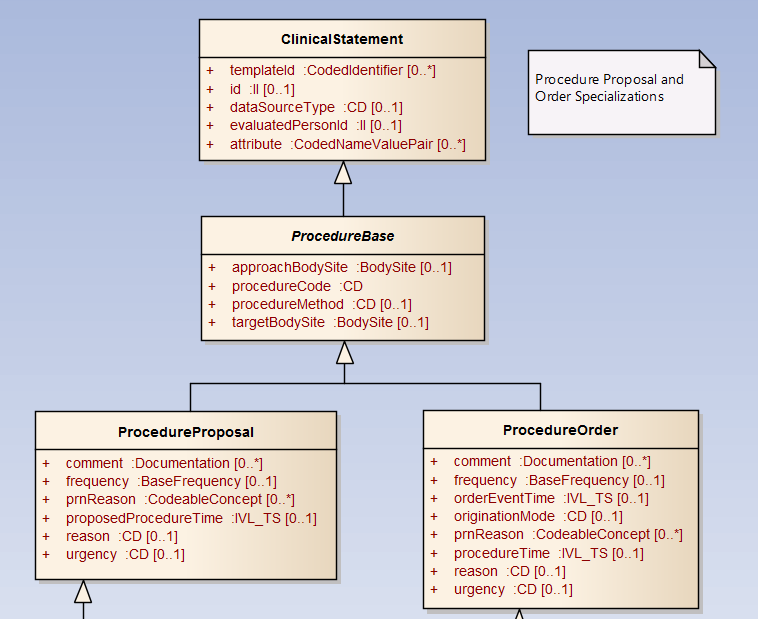 ClinicalStatement
+ templateId :CodedIdentifier [0..*]
+ id :II [0..1]
+ dataSourceType :CD [0..1]
+ evaluatedPersonId :II [0..1]
+ attribute :CodedNameValuePair [0..*]
Procedure Proposal and
Order Specializations
ProcedureBase
+ approachBodySite :BodySite [0..1]
+ procedureCode :CD
+ procedureMethod :CD [0..1]
+ targetBodySite :BodySite [0..1]
ProcedureProposal
+ comment :Documentation [0..*]
+ frequency :BaseFrequency [0..1]
+ prnReason :CodeableConcept [0..*]
+ proposedProcedureTime :IVL_TS [0..1]
+ reason :CD [0..1]
+ urgency :CD [0..1]
ProcedureOrder
+ comment :Documentation [0..*]
+ frequency :BaseFrequency [0..1]
+ orderEventTime :IVL_TS [0..1]
+ originationMode :CD [0..1]
+ prnReason :CodeableConcept [0..*]
+ procedureTime :IVL_TS [0..1]
+ reason :CD [0..1]
+ urgency :CD [0..1]